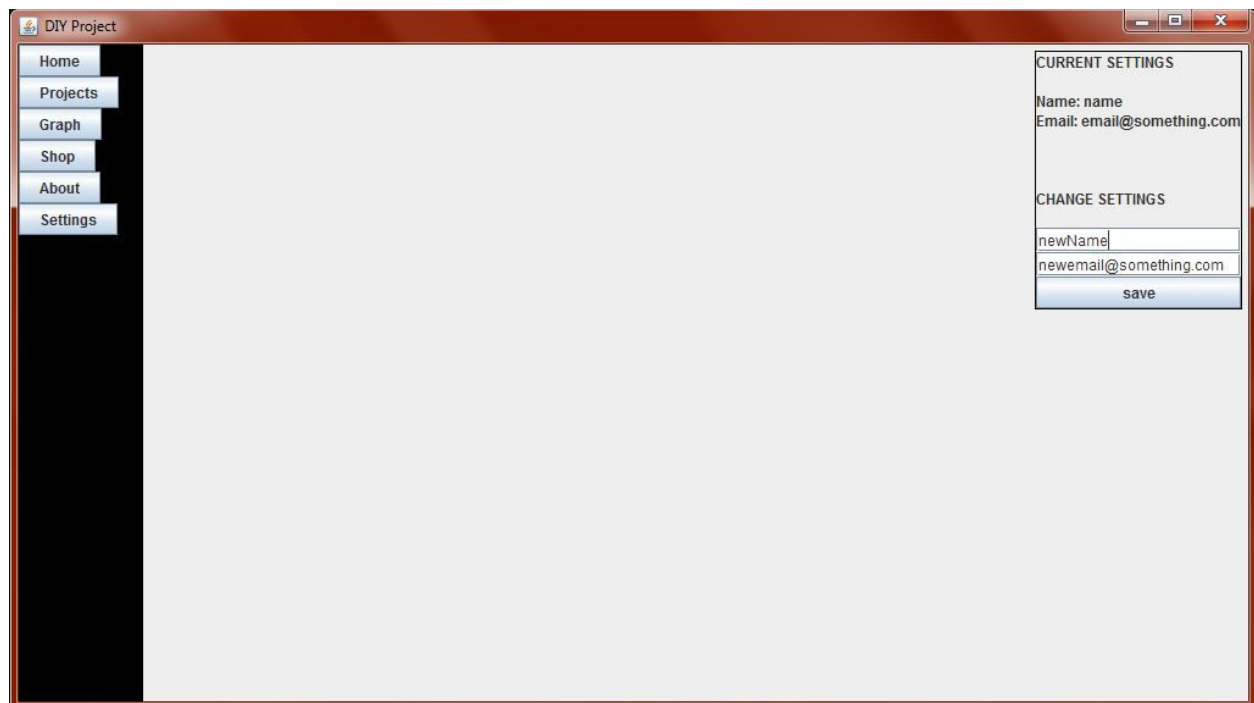 DIY Project
Home
Projects
Graph
Shop
About
Settings
CURRENT SETTINGS
Name: name
Email: email@something.com
CHANGE SETTINGS
newName
newemail@something.com
save